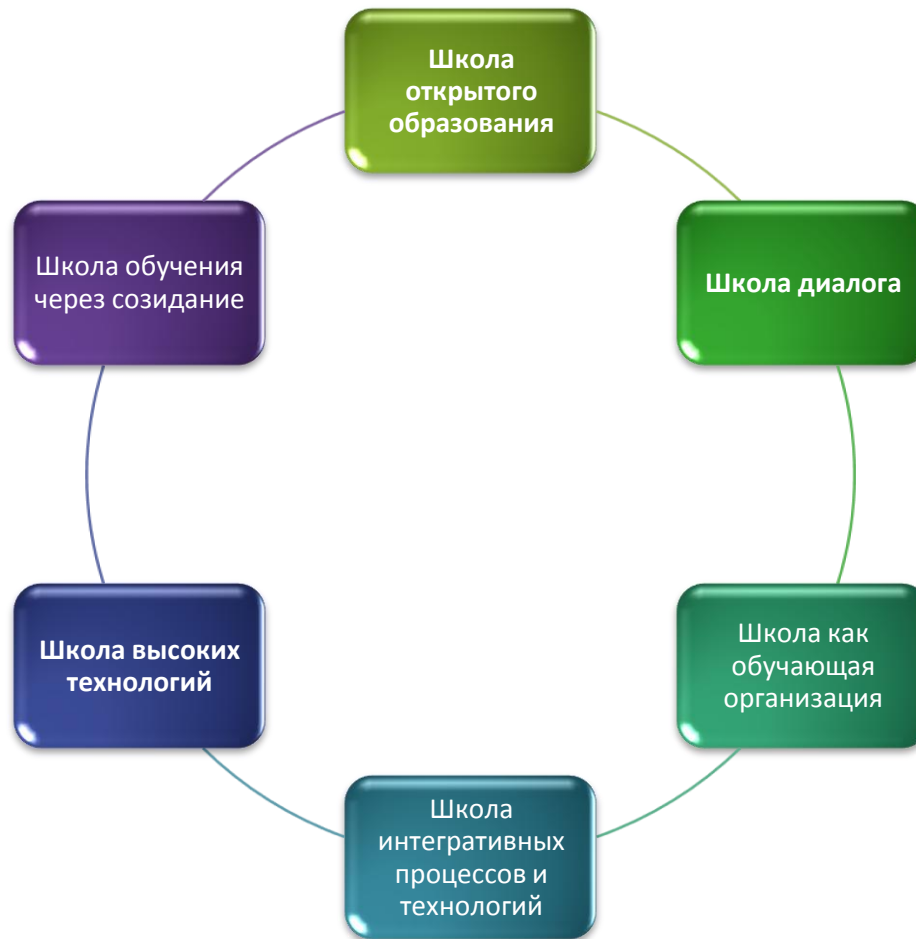 Школа
открытого
образования
Школа диалога
Школа как
обучающая
организация
Школа
интегративных
процессов и
технологий
Школа высоких
технологий
Школа обучения
через созидание